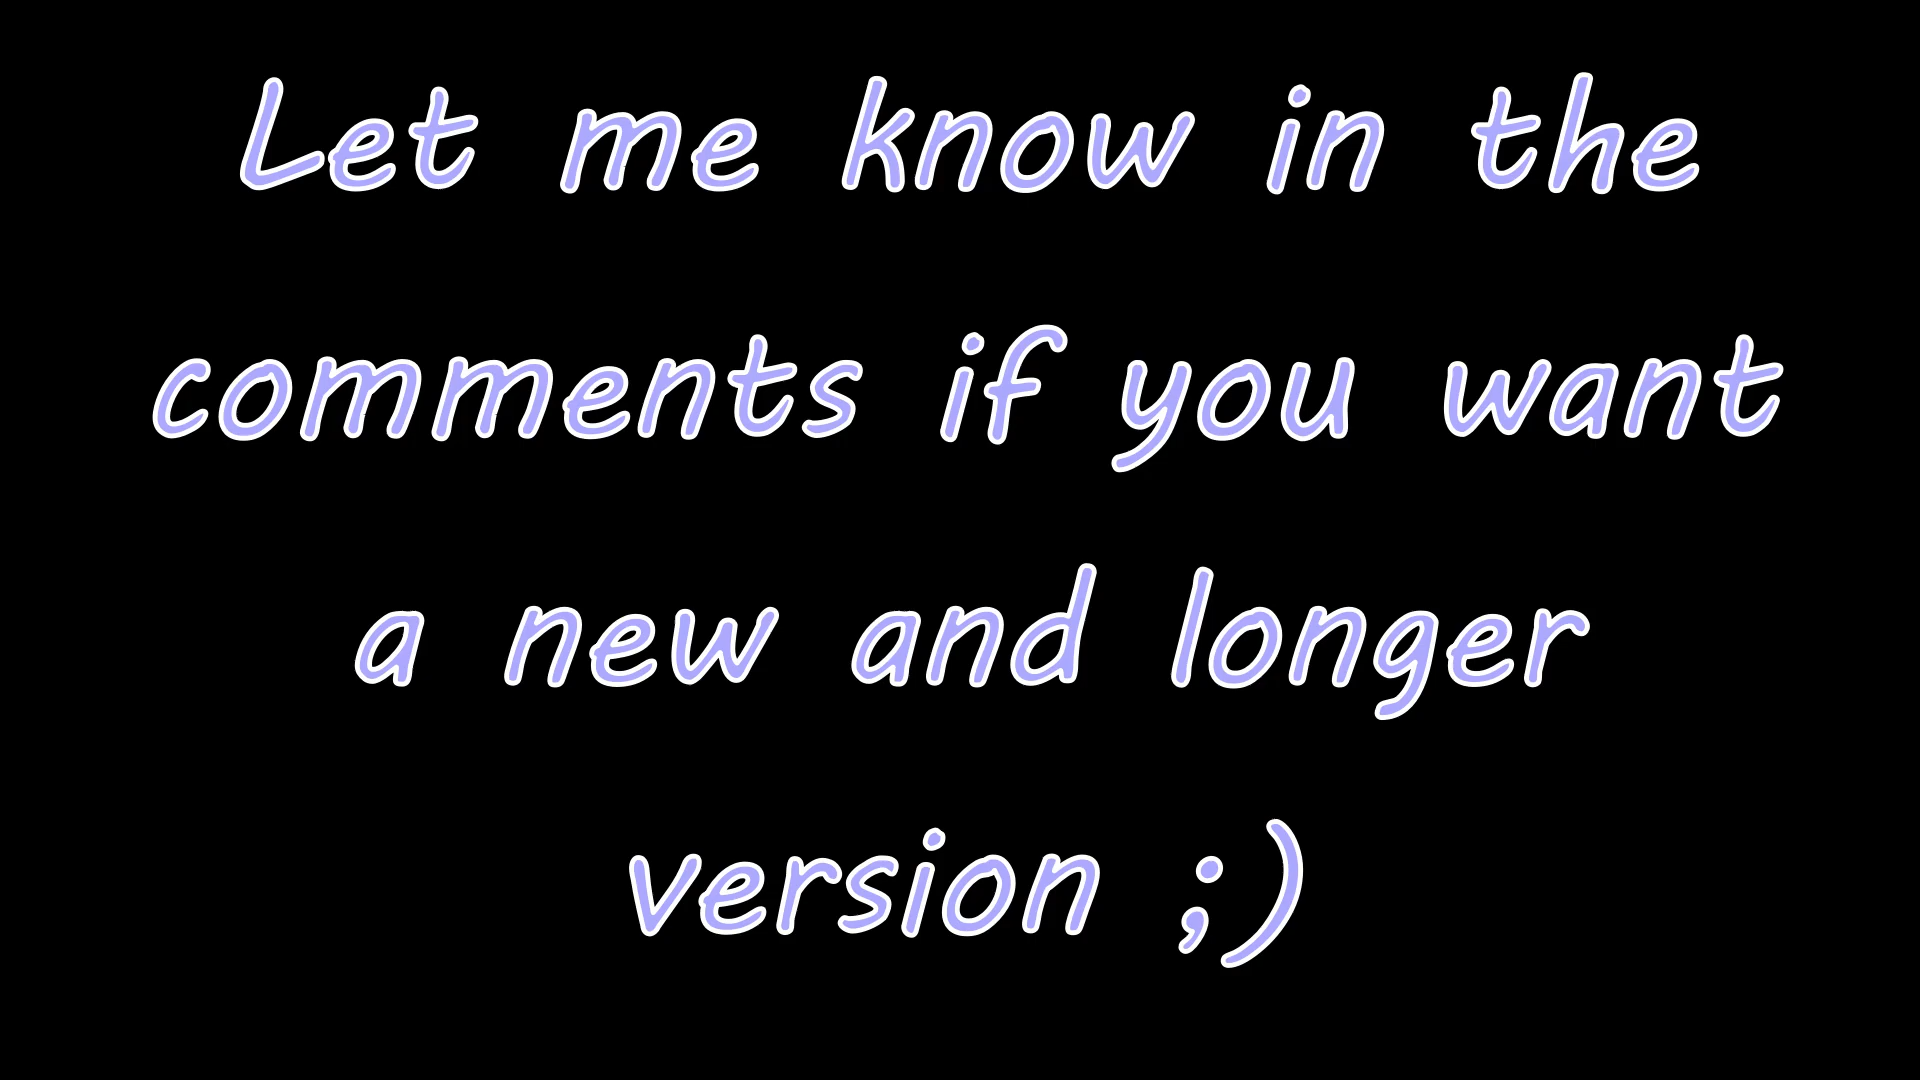 Let me know in the
comments if you want
a new and longer
version ;)